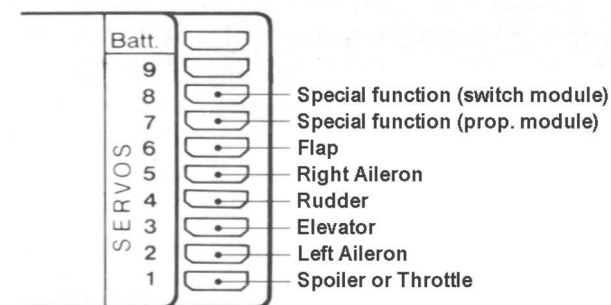 Batt.
9
8 Special function (switch module)
7 Special function (prop. module)
6 Flap
5 Right Aileron
4 Rudder
3 Elevator
2 Left Aileron
1 Spoiler or Throttle
SERVOS